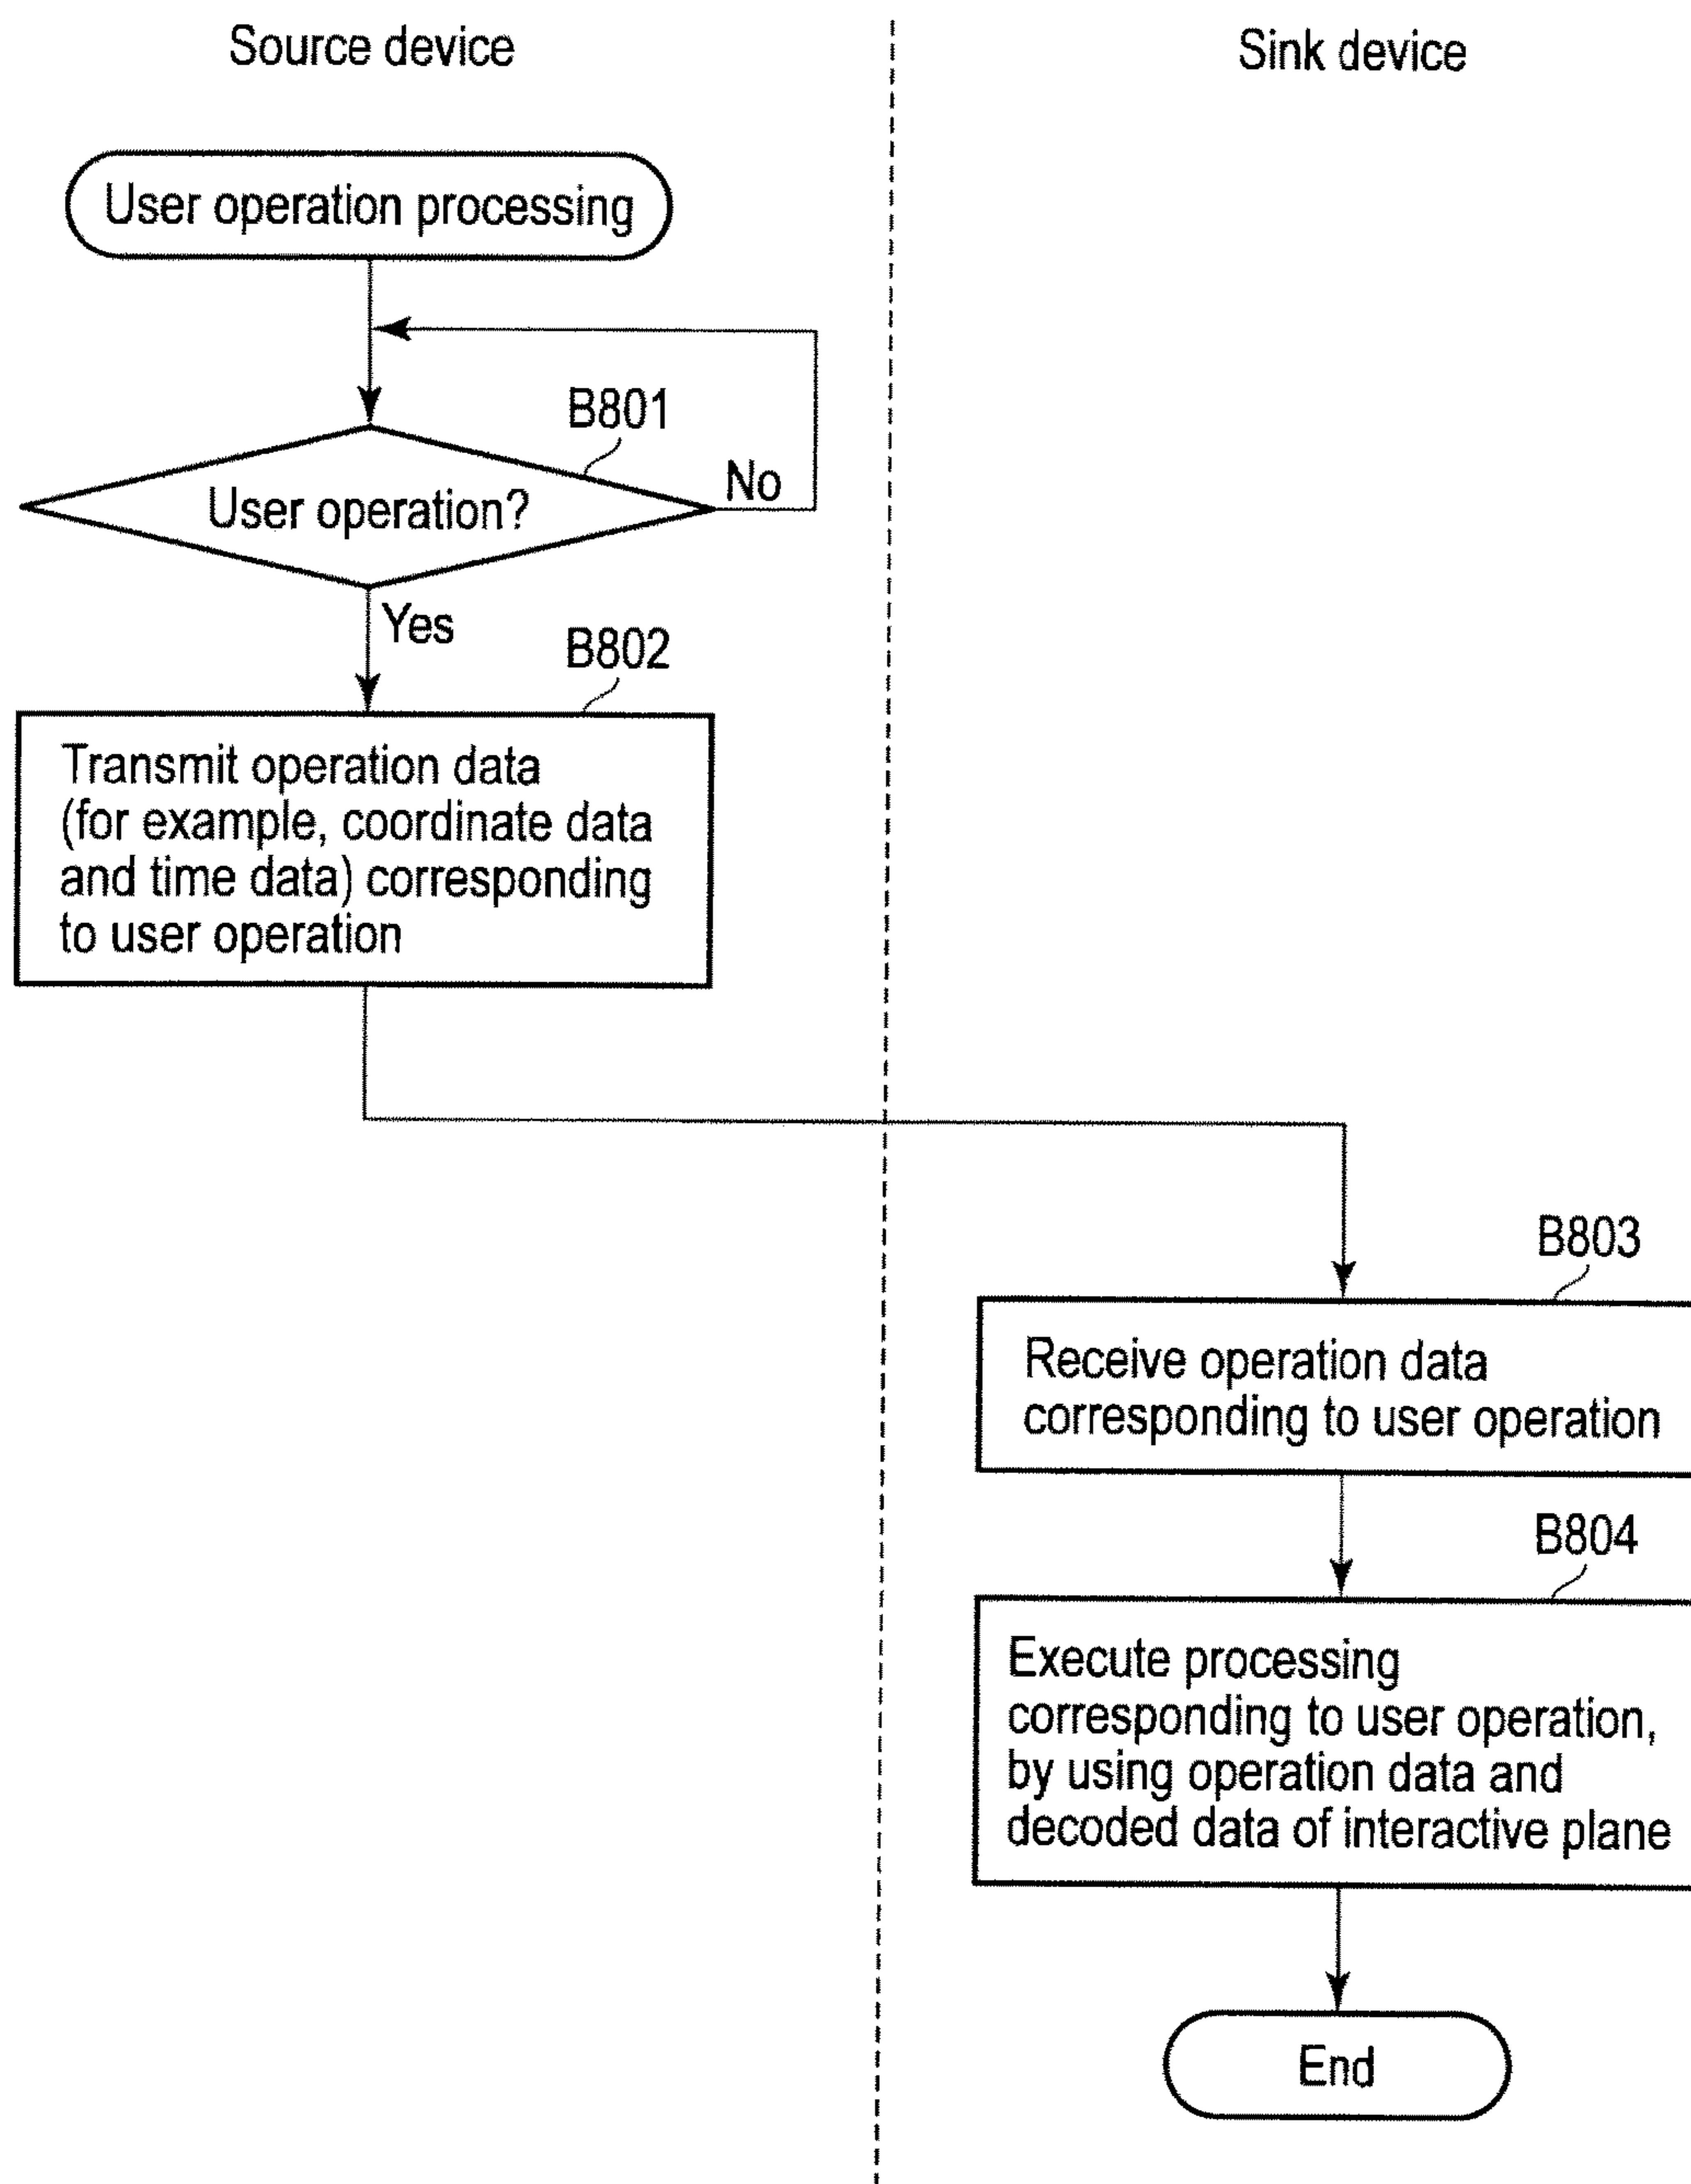 Source device
Sink device
User operation processing
B801
User operation?
No
Yes
B802
Transmit operation data
(for example, coordinate data
and time data) corresponding
to user operation
B803
Receive operation data
corresponding to user operation
B804
Execute processing
corresponding to user operation,
by using operation data and
decoded data of interactive plane
End